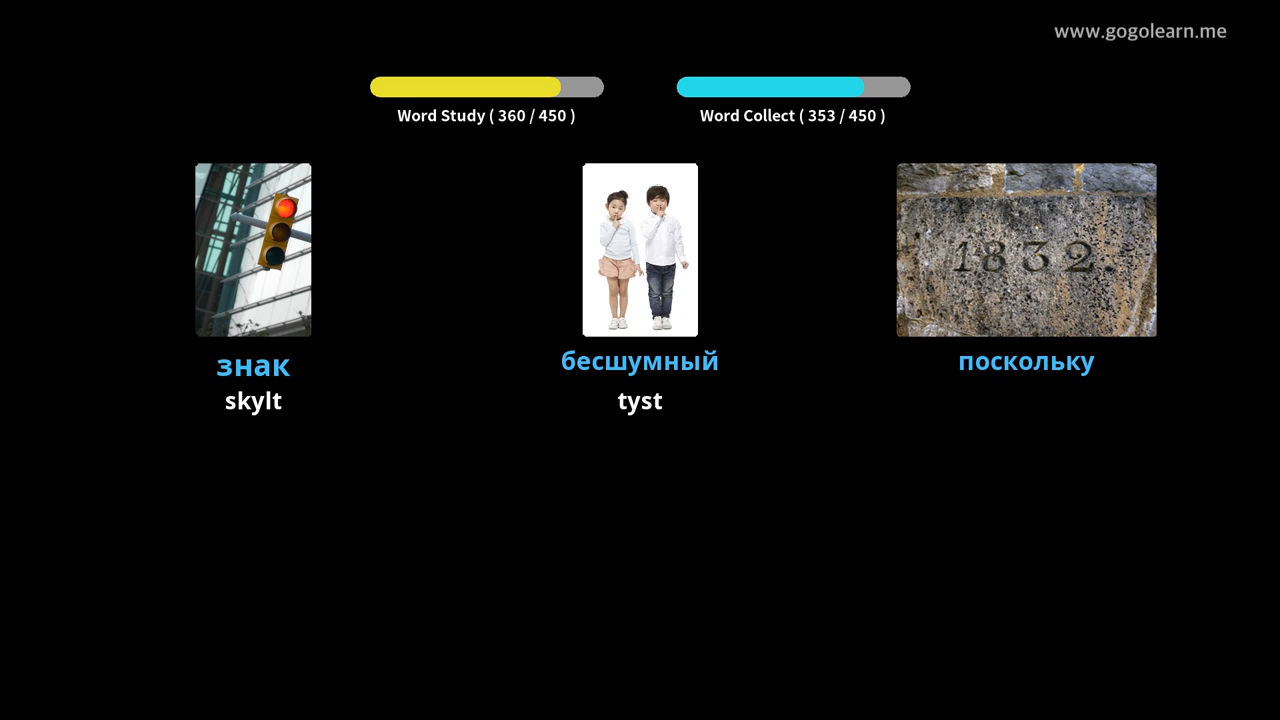 www.gogolearn.me
Word Study ( 360 / 450 )
Word Collect ( 353 / 450 )
1832.
знак
бесшумный
поскольку
skylt
tyst